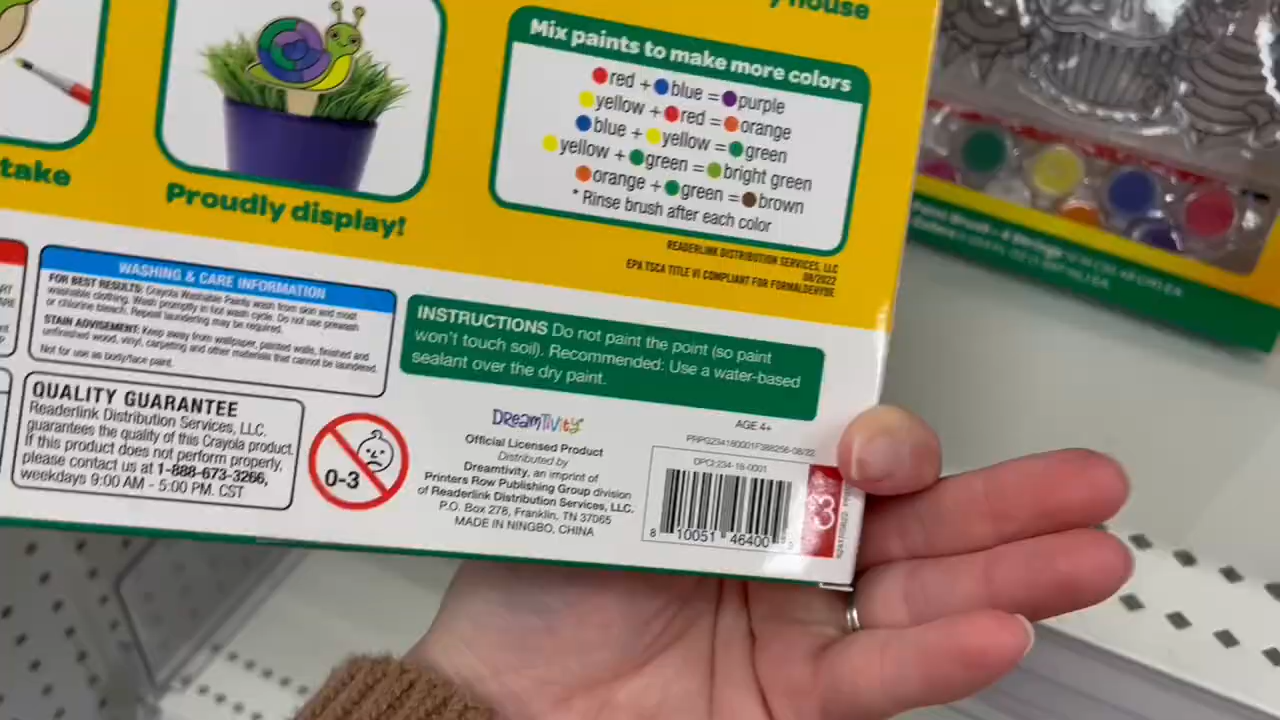 y house
take
Proudly display!
Mix paints to make more colors
red + blue = purple
yellow + red = orange
blue + yellow = green
yellow + green = bright green
orange + green = brown
* Rinse brush after each color
READERLINK DISTRIBUTION SERVICES, LLC
08/2022
EPA TSCA TITLE VI COMPLIANT FOR FORMALDEHYDE
WASHING & CARE INFORMATION
FOR BEST RESULTS: Crayola Washable Paints wash from skin and most
washable clothing. Wash promptly in hot wash cycle. Do not use prewash
or chlorine bleach. Repeat laundering may be required.
STAIN ADVISEMENT: Keep away from wallpaper, painted walls, finished and
unfinished wood, vinyl, carpeting and other materials that cannot be laundered.
Not for use as body/face paint.
INSTRUCTIONS Do not paint the point (so paint
won't touch soil). Recommended: Use a water-based
sealant over the dry paint.
QUALITY GUARANTEE
Readerlink Distribution Services, LLC.
guarantees the quality of this Crayola product.
If this product does not perform properly,
please contact us at 1-888-673-3266,
weekdays 9:00 AM - 5:00 PM. CST
0-3
DREAMTIVITY
Official Licensed Product
Distributed by
Dreamtivity, an imprint of
Printers Row Publishing Group division
of Readerlink Distribution Services, LLC.
P.O. Box 278, Franklin, TN 37065
MADE IN NINGBO, CHINA
AGE 4+
DPCI:234-18-0001
8 10051 46400
3